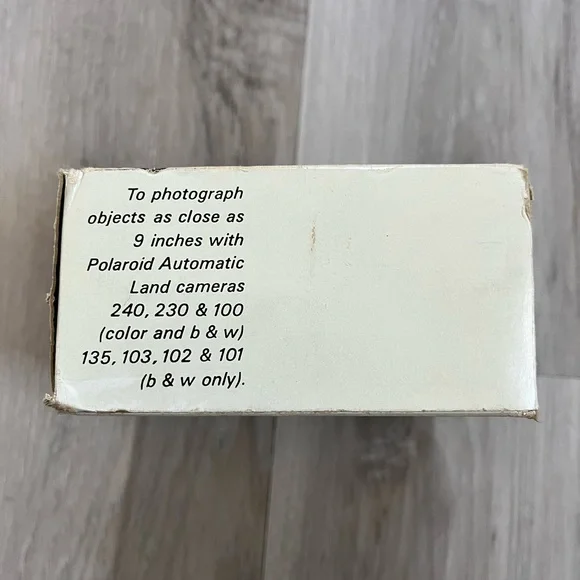 To photograph
objects as close as
9 inches with
Polaroid Automatic
Land cameras
240, 230 & 100
(color and b & w)
135, 103, 102 & 101
(b & w only).